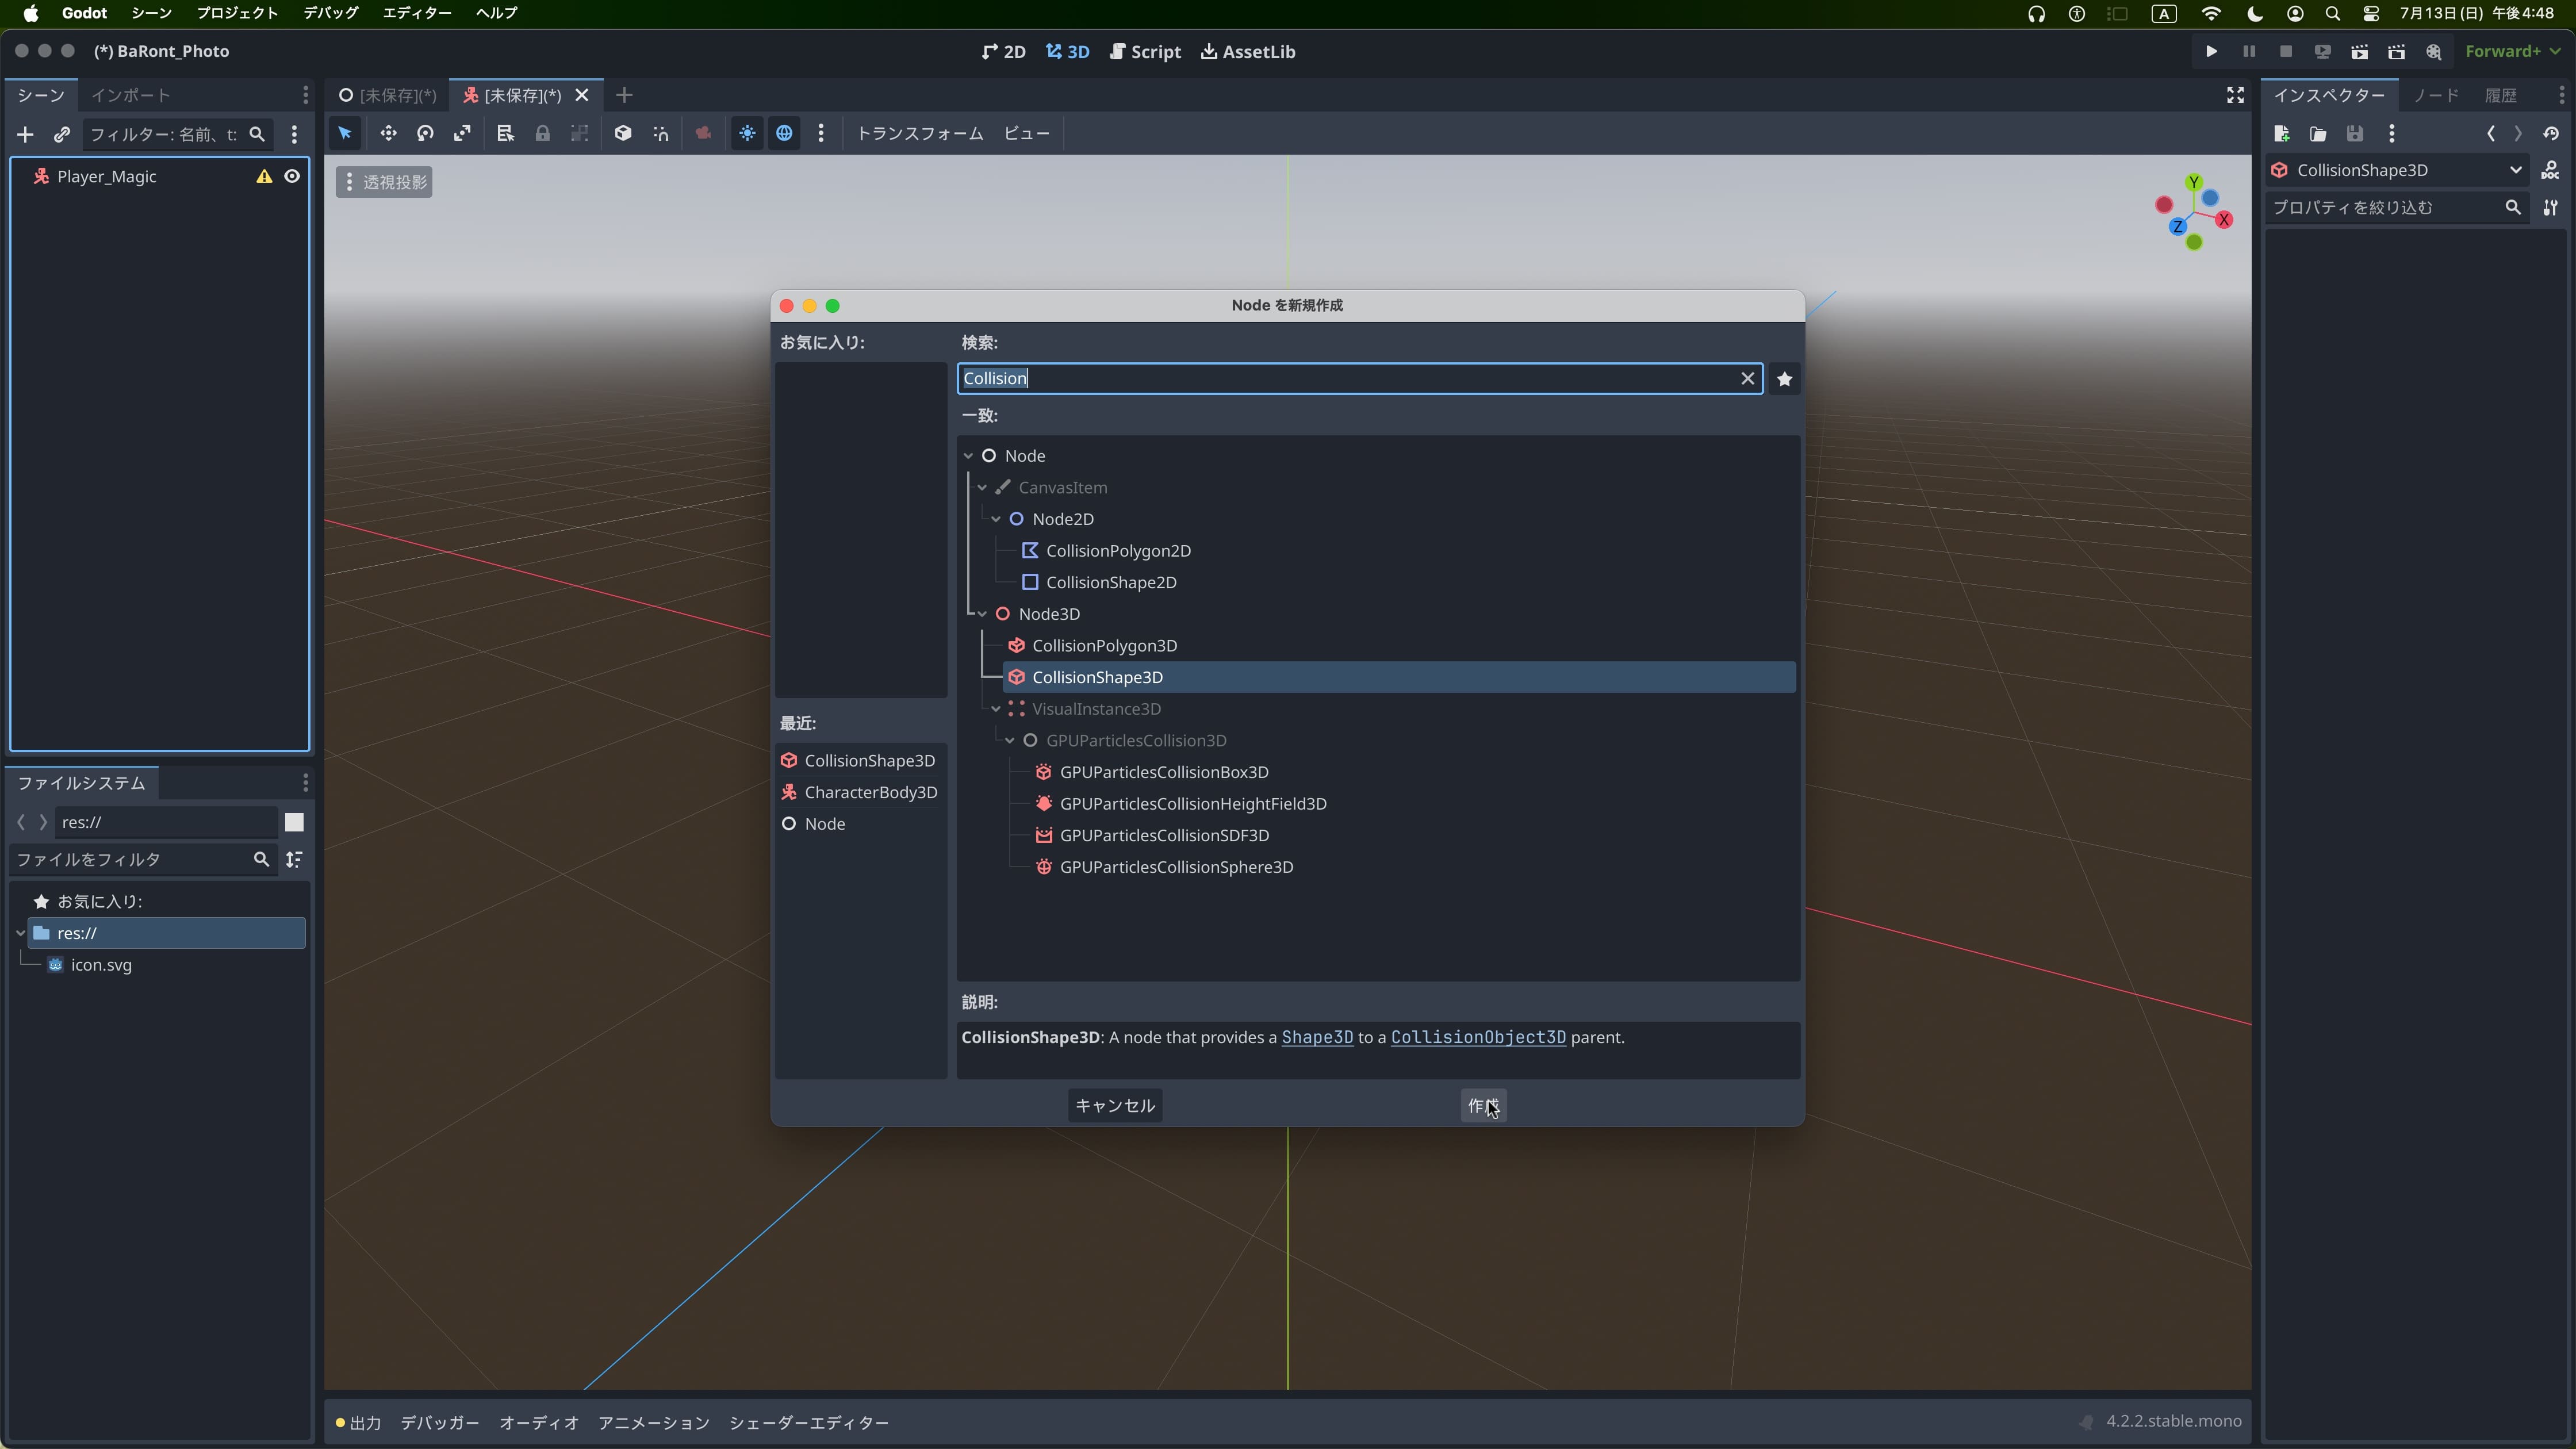 Godot シーン プロジェクト デバッグ エディター ヘルプ
A 7月13日(日) 午後4:48
(*) BaRont_Photo
2D 3D Script AssetLib
Forward+
シーン インポート
[未保存](*) [未保存](*)
インスペクター ノード 履歴
フィルター: 名前、t:
トランスフォーム ビュー
Player_Magic
透視投影
Y
X
Z
CollisionShape3D
DOC
プロパティを絞り込む
Node を新規作成
お気に入り:
検索:
Collision
一致:
Node
CanvasItem
Node2D
CollisionPolygon2D
CollisionShape2D
Node3D
CollisionPolygon3D
CollisionShape3D
VisualInstance3D
GPUParticlesCollision3D
GPUParticlesCollisionBox3D
GPUParticlesCollisionHeightField3D
GPUParticlesCollisionSDF3D
GPUParticlesCollisionSphere3D
最近:
CollisionShape3D
CharacterBody3D
Node
説明:
CollisionShape3D: A node that provides a Shape3D to a CollisionObject3D parent.
キャンセル
作成
ファイルシステム
res://
ファイルをフィルタ
お気に入り:
res://
icon.svg
出力 デバッガー オーディオ アニメーション シェーダーエディター
4.2.2.stable.mono